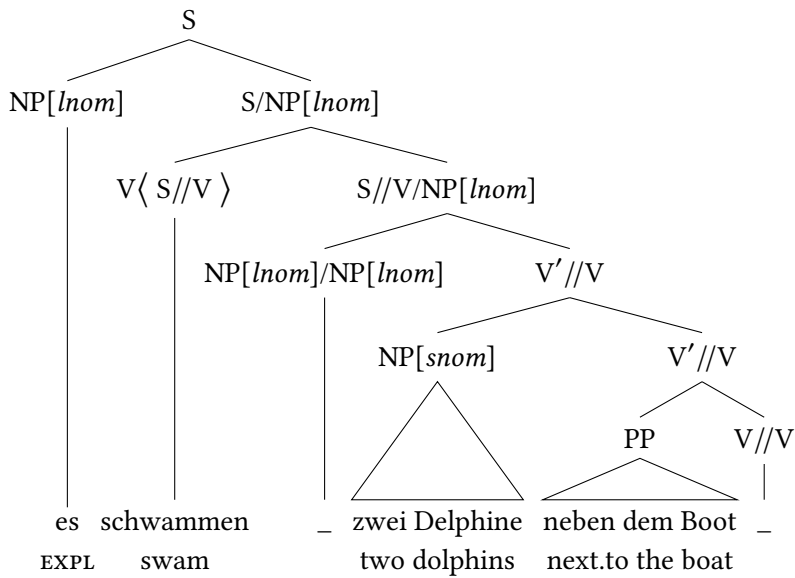 S
NP[lnom] S/NP[lnom]
V⟨ S//V ⟩ S//V/NP[lnom]
NP[lnom]/NP[lnom] V′//V
NP[snom] V′//V
PP V//V
es schwammen _ zwei Delphine neben dem Boot _
EXPL swam two dolphins next.to the boat